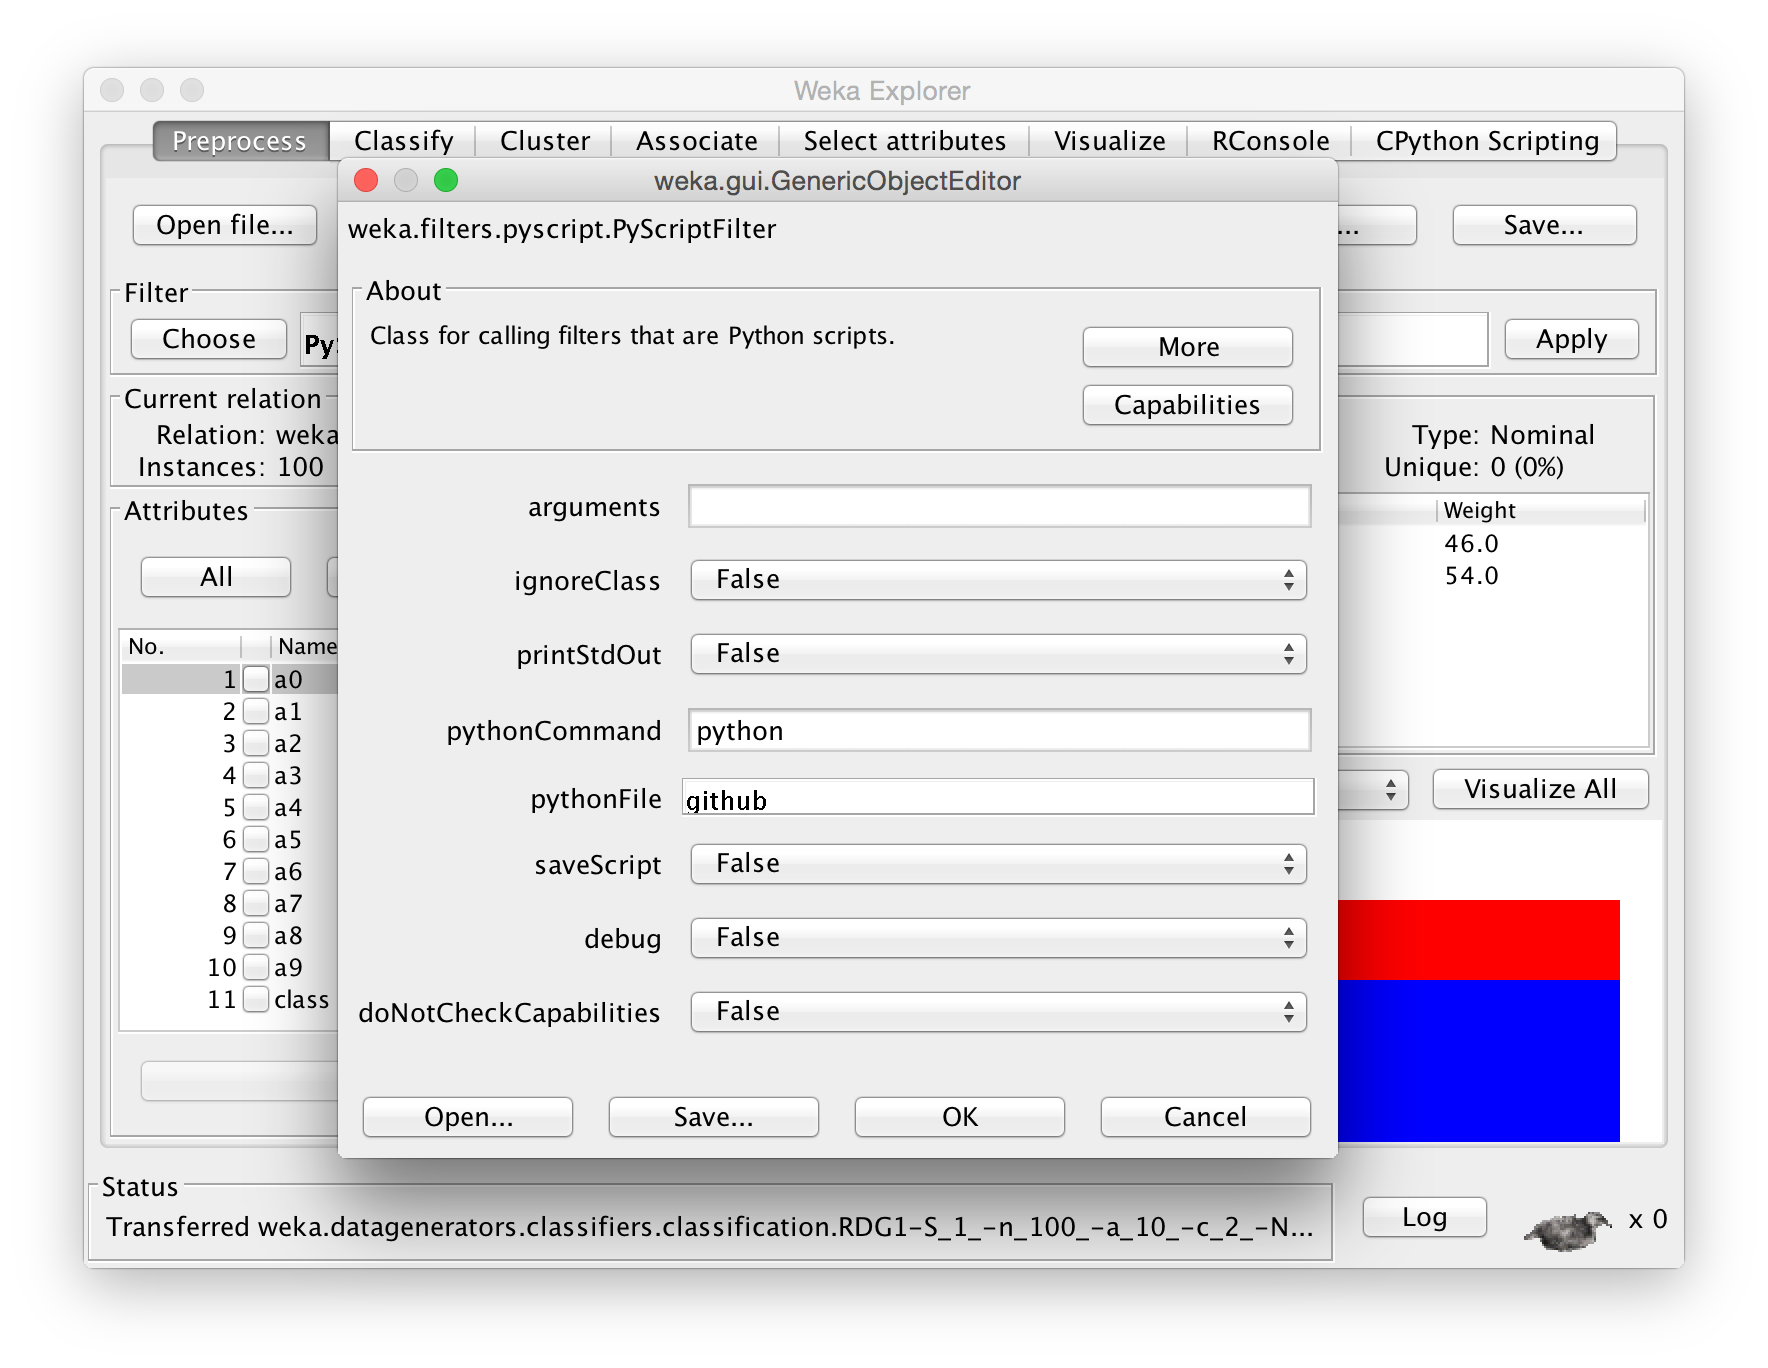 Weka Explorer
Preprocess Classify Cluster Associate Select attributes Visualize RConsole CPython Scripting
weka.gui.GenericObjectEditor
Open file... ... Save...
weka.filters.pyscript.PyScriptFilter
Filter
Choose Apply
About
Class for calling filters that are Python scripts.
More
Capabilities
Current relation
Relation: weka
Instances: 100
Type: Nominal
Unique: 0 (0%)
Attributes
All
Weight
46.0
54.0
No. Name
1 a0
2 a1
3 a2
4 a3
5 a4
6 a5
7 a6
8 a7
9 a8
10 a9
11 class
arguments
ignoreClass False
printStdOut False
pythonCommand python
pythonFile github
saveScript False
debug False
doNotCheckCapabilities False
Visualize All
Open... Save... OK Cancel
Status
Transferred weka.datagenerators.classifiers.classification.RDG1-S_1_-n_100_-a_10_-c_2_-N...
Log x 0